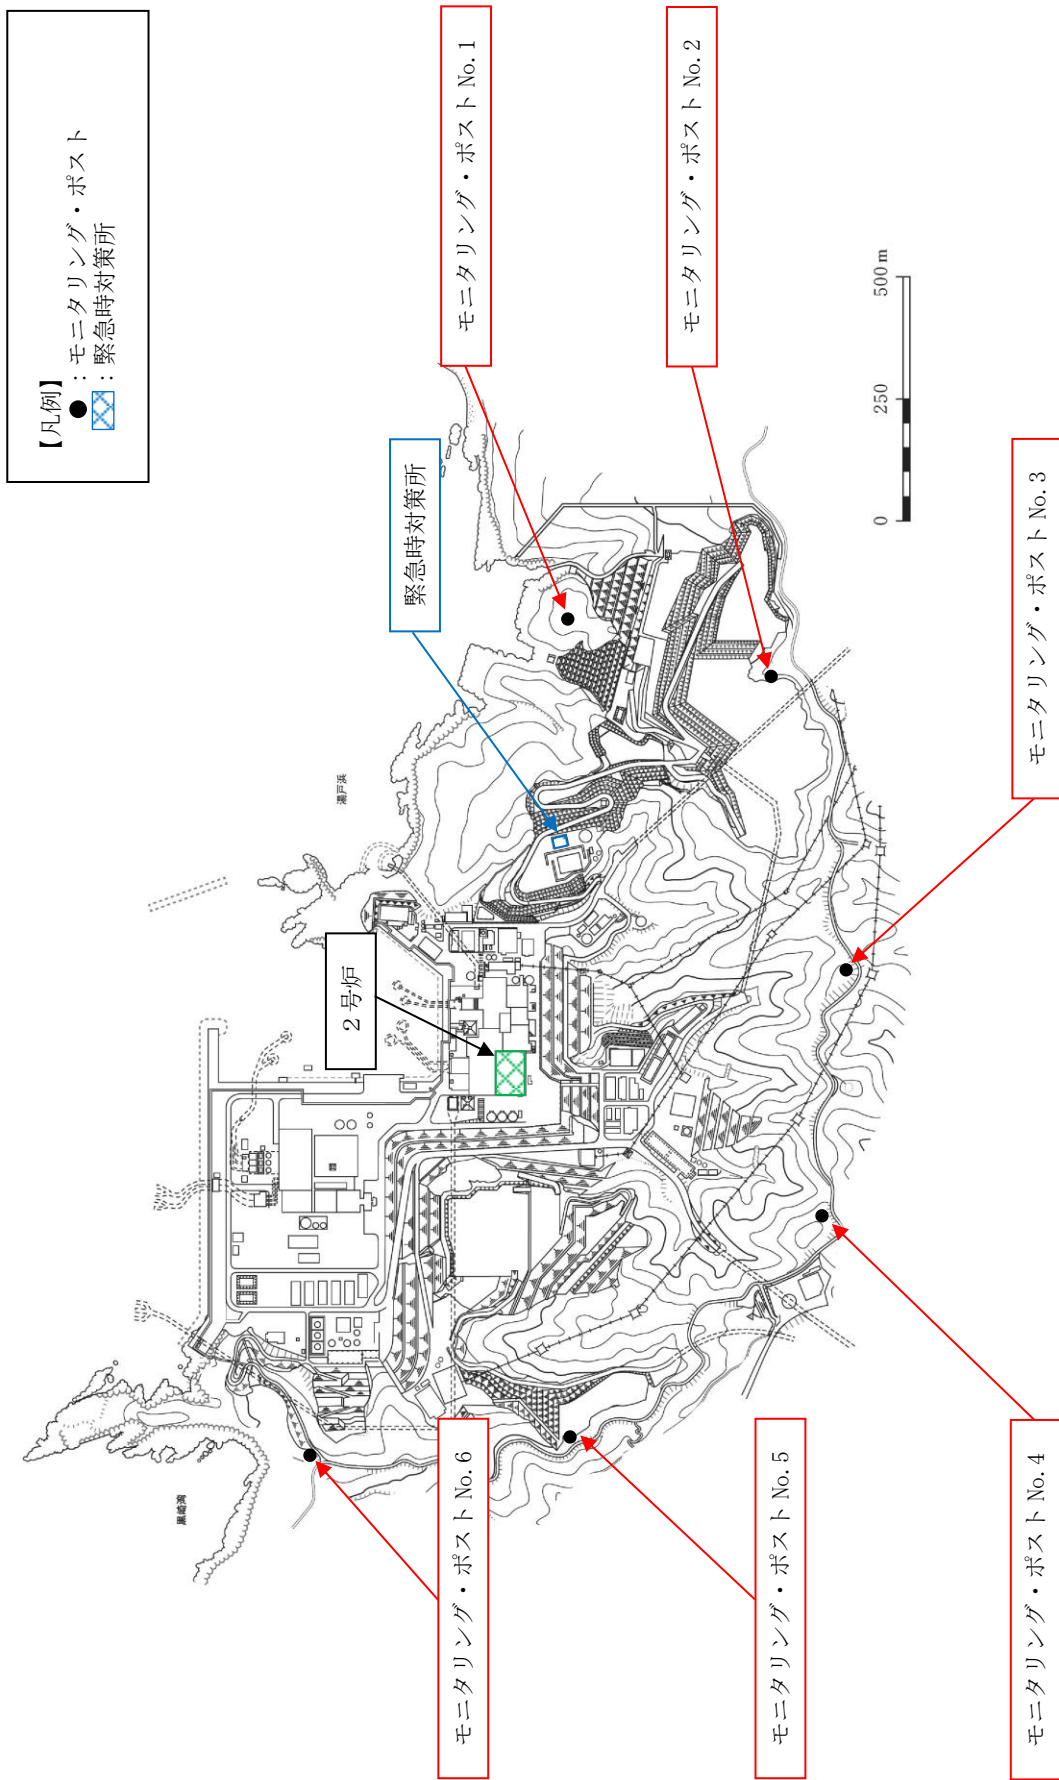 【凡例】
●：モニタリング・ポスト
：緊急時対策所
モニタリング・ポスト No.1
モニタリング・ポスト No.2
モニタリング・ポスト No.3
モニタリング・ポスト No.4
モニタリング・ポスト No.5
モニタリング・ポスト No.6
緊急時対策所
２号炉
0 250 500 m